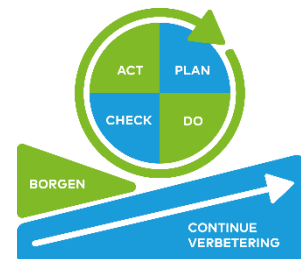 ACT PLAN
CHECK DO
BORGEN
CONTINUE
VERBETERING